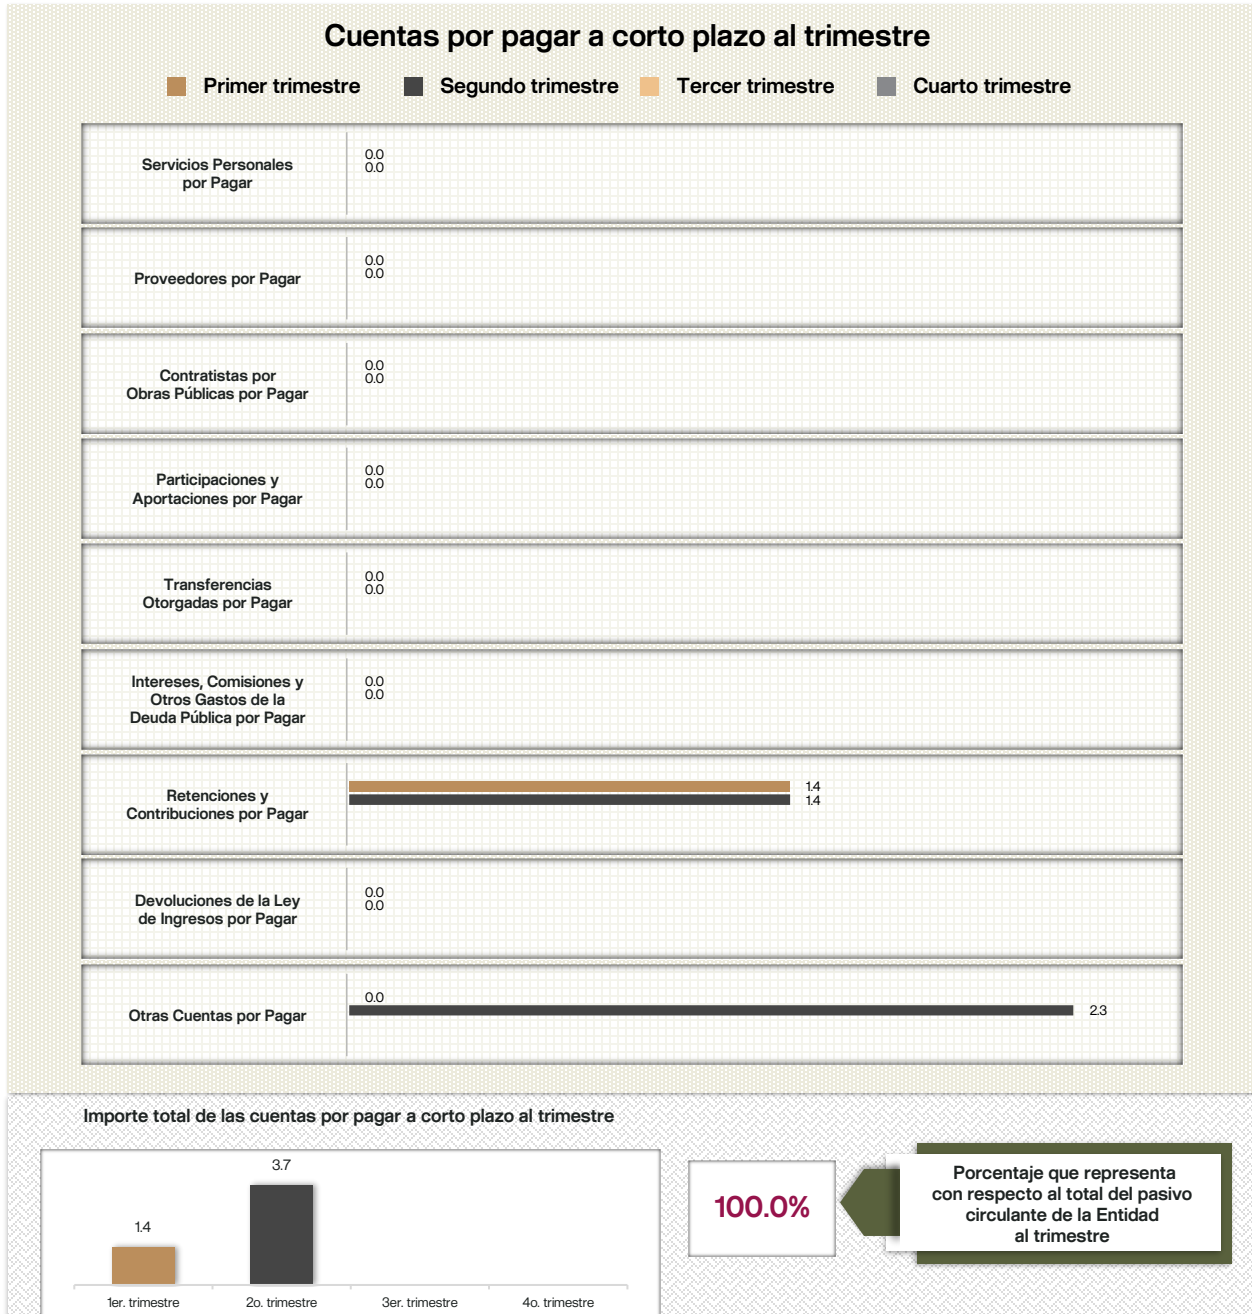 Cuentas por pagar a corto plazo al trimestre
Primer trimestre Segundo trimestre Tercer trimestre Cuarto trimestre
Servicios Personales
por Pagar
0.0
0.0
Proveedores por Pagar
0.0
0.0
Contratistas por
Obras Públicas por Pagar
0.0
0.0
Participaciones y
Aportaciones por Pagar
0.0
0.0
Transferencias
Otorgadas por Pagar
0.0
0.0
Intereses, Comisiones y
Otros Gastos de la
Deuda Pública por Pagar
0.0
0.0
Retenciones y
Contribuciones por Pagar
1.4
1.4
Devoluciones de la Ley
de Ingresos por Pagar
0.0
0.0
Otras Cuentas por Pagar
0.0
2.3
Importe total de las cuentas por pagar a corto plazo al trimestre
1.4
3.7
1er. trimestre 2o. trimestre 3er. trimestre 4o. trimestre
100.0%
Porcentaje que representa
con respecto al total del pasivo
circulante de la Entidad
al trimestre